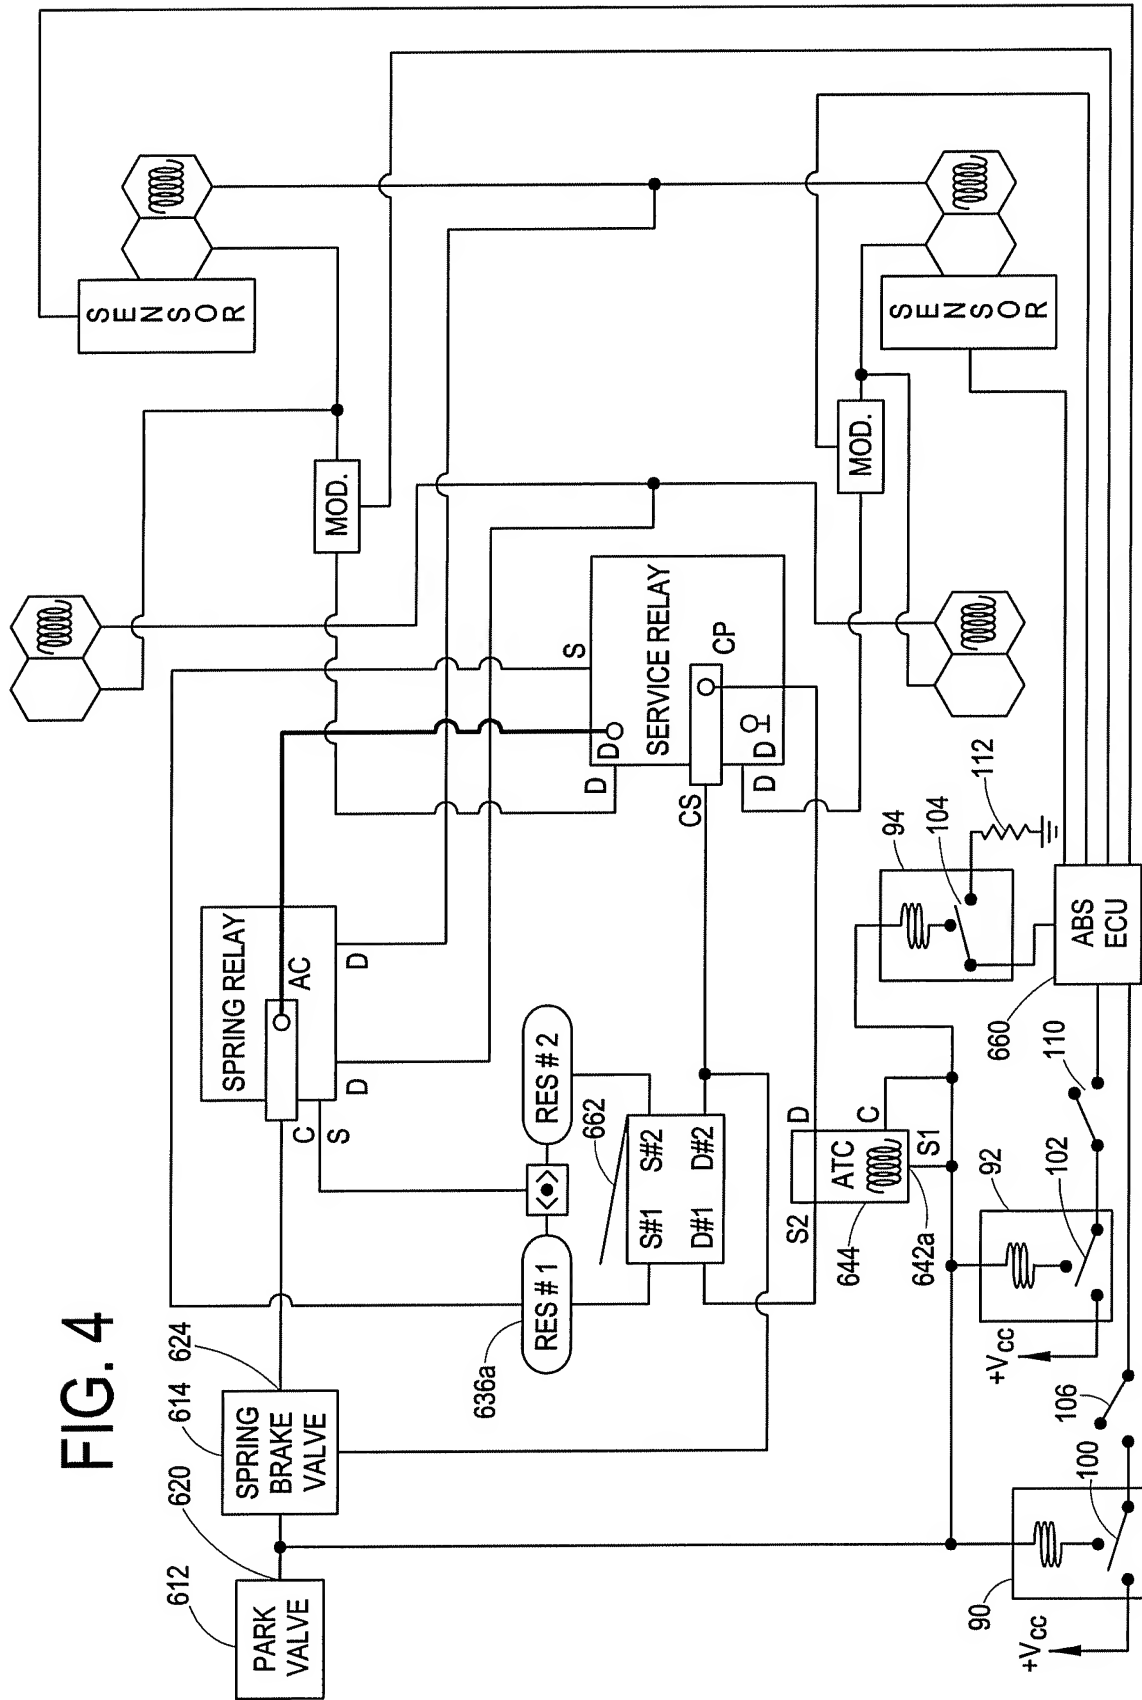 FIG. 4
612
PARK
VALVE
620
614
SPRING
BRAKE
VALVE
624
SPRING RELAY
AC
C
S
D
D
RES # 1
RES # 2
636a
662
S#1
S#2
D#1
D#2
S
SERVICE RELAY
D
D
CP
CS
D
D
MOD.
MOD.
SENSOR
SENSOR
S2
D
ATC
C
S1
644
642a
90
+Vcc
100
106
92
+Vcc
102
110
94
104
112
660
ABS
ECU